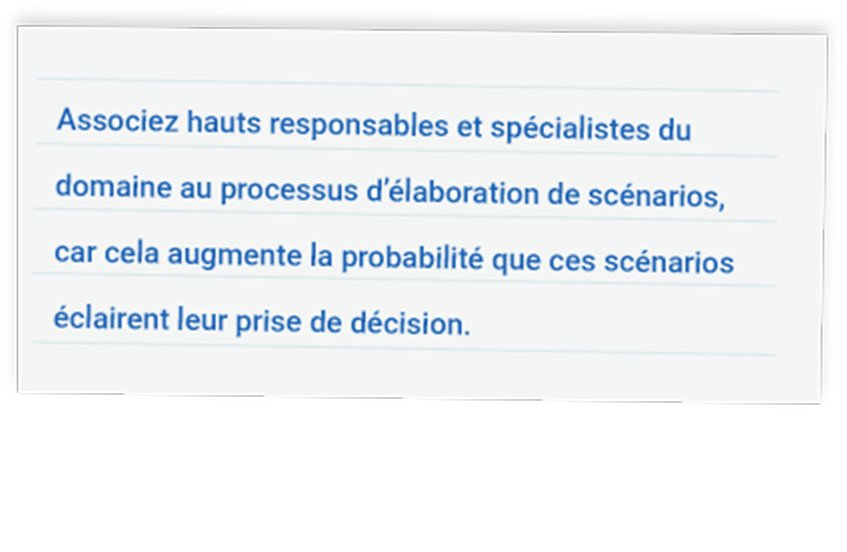 Associez hauts responsables et spécialistes du
domaine au processus d’élaboration de scénarios,
car cela augmente la probabilité que ces scénarios
éclairent leur prise de décision.